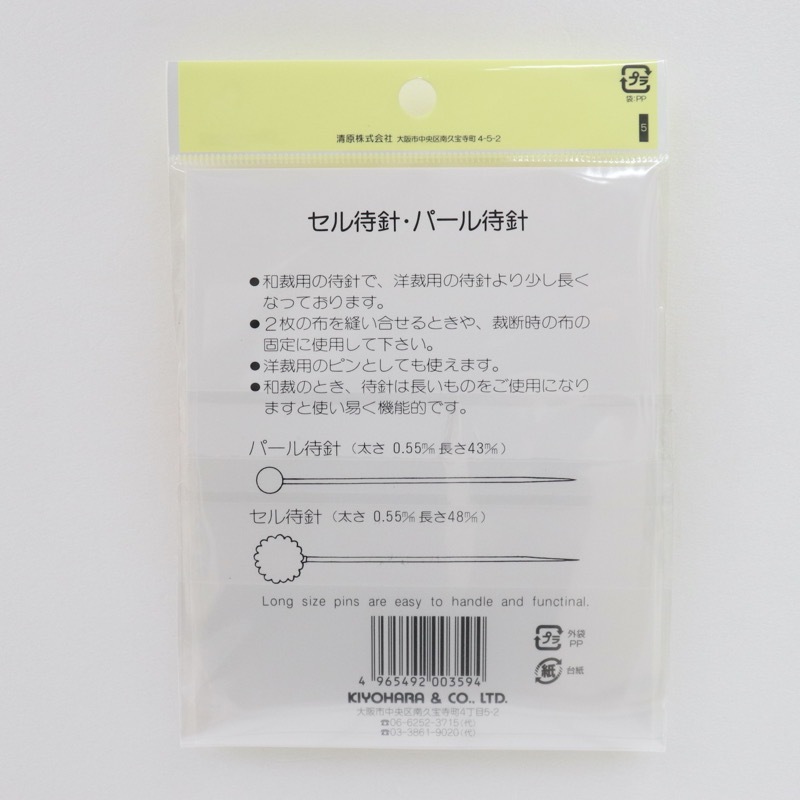 プラ
袋:PP
5
清原株式会社 大阪市中央区南久宝寺町 4-5-2
セル待針・パール待針
●和裁用の待針で、洋裁用の待針より少し長く
なっております。
●2枚の布を縫い合せるときや、裁断時の布の
固定に使用して下さい。
●洋裁用のピンとしても使えます。
●和裁のとき、待針は長いものをご使用になり
ますと使い易く機能的です。
パール待針(太さ 0.55㎜ 長さ43㎜)
セル待針(太さ 0.55㎜ 長さ48㎜)
Long size pins are easy to handle and functinal.
プラ 外袋 PP
紙 台紙
4 965492 003594
KIYOHARA & CO., LTD.
大阪市中央区南久宝寺町4丁目5-2
☎06-6252-3715(代)
☎03-3861-9020(代)